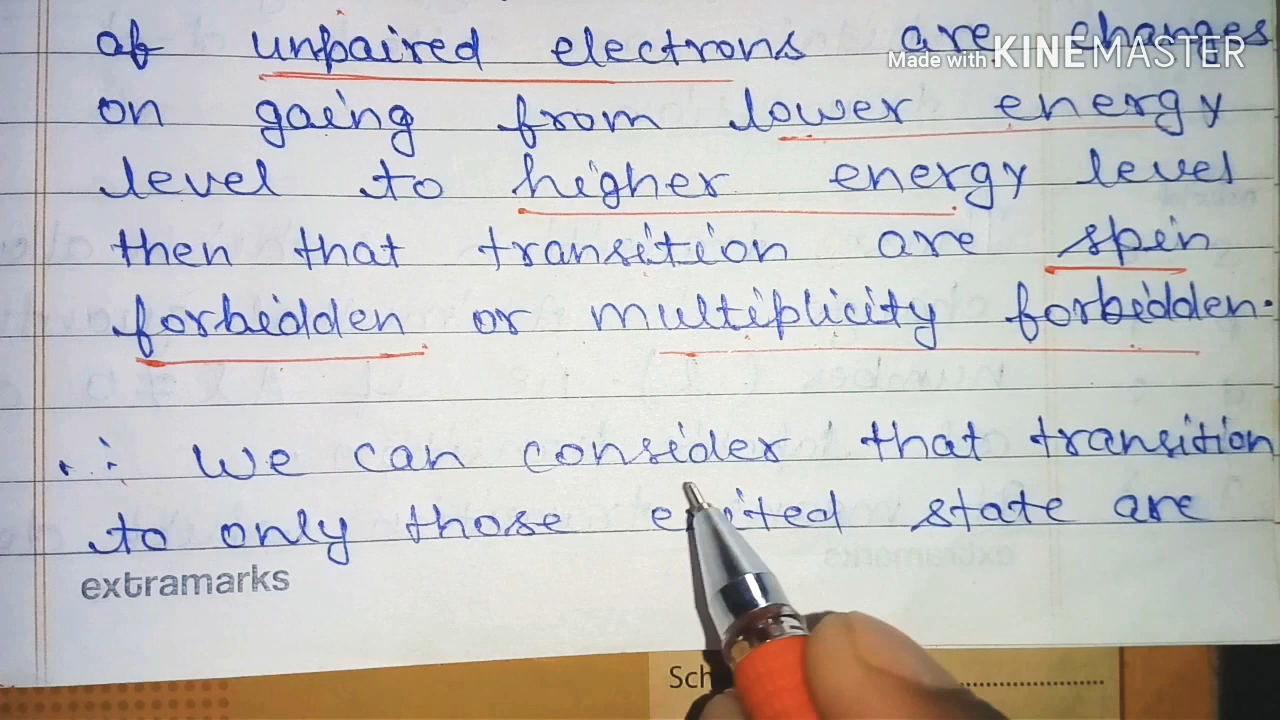 of unpaired electrons are changes
Made with KINEMASTER
on going from lower energy
level to higher energy level
then that transition are spin
forbidden or multiplicity forbidden.
∴ We can consider that transition
to only those state are
extramarks
Sch